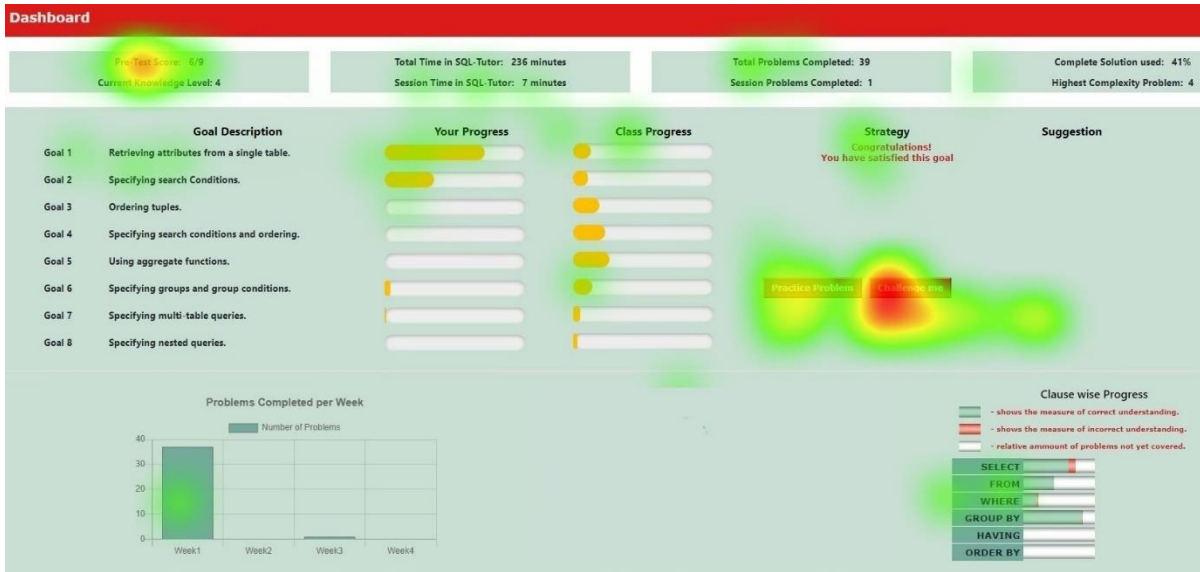 Dashboard
Pre-Test Score: 6/9
Current Knowledge Level: 4
Total Time in SQL-Tutor: 236 minutes
Session Time in SQL-Tutor: 7 minutes
Total Problems Completed: 39
Session Problems Completed: 1
Complete Solution used: 41%
Highest Complexity Problem: 4
Goal Description Your Progress Class Progress Strategy Suggestion
Goal 1 Retrieving attributes from a single table.
Congratulations!
You have satisfied this goal
Goal 2 Specifying search Conditions.
Goal 3 Ordering tuples.
Goal 4 Specifying search conditions and ordering.
Goal 5 Using aggregate functions.
Goal 6 Specifying groups and group conditions.
Practice Problem Challenge me
Goal 7 Specifying multi-table queries.
Goal 8 Specifying nested queries.
Problems Completed per Week
Number of Problems
40
30
20
10
0
Week1 Week2 Week3 Week4
Clause wise Progress
- shows the measure of correct understanding.
- shows the measure of incorrect understanding.
- relative ammount of problems not yet covered.
SELECT
FROM
WHERE
GROUP BY
HAVING
ORDER BY